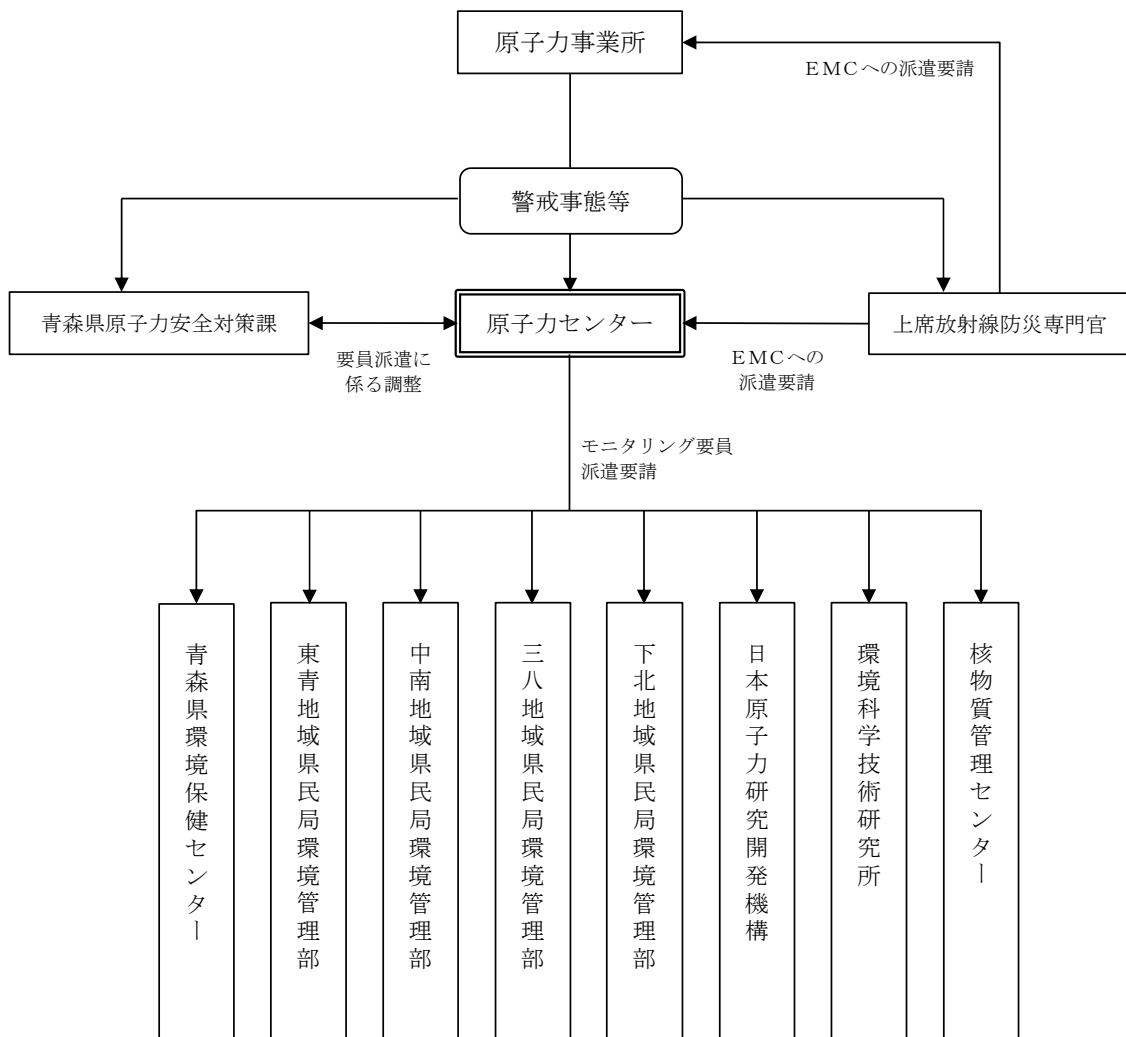 原子力事業所
ＥＭＣへの派遣要請
警戒事態等
青森県原子力安全対策課
原子力センター
上席放射線防災専門官
要員派遣に
係る調整
ＥＭＣへの
派遣要請
モニタリング要員
派遣要請
青森県環境保健センター
東青地域県民局環境管理部
中南地域県民局環境管理部
三八地域県民局環境管理部
下北地域県民局環境管理部
日本原子力研究開発機構
環境科学技術研究所
核物質管理センター